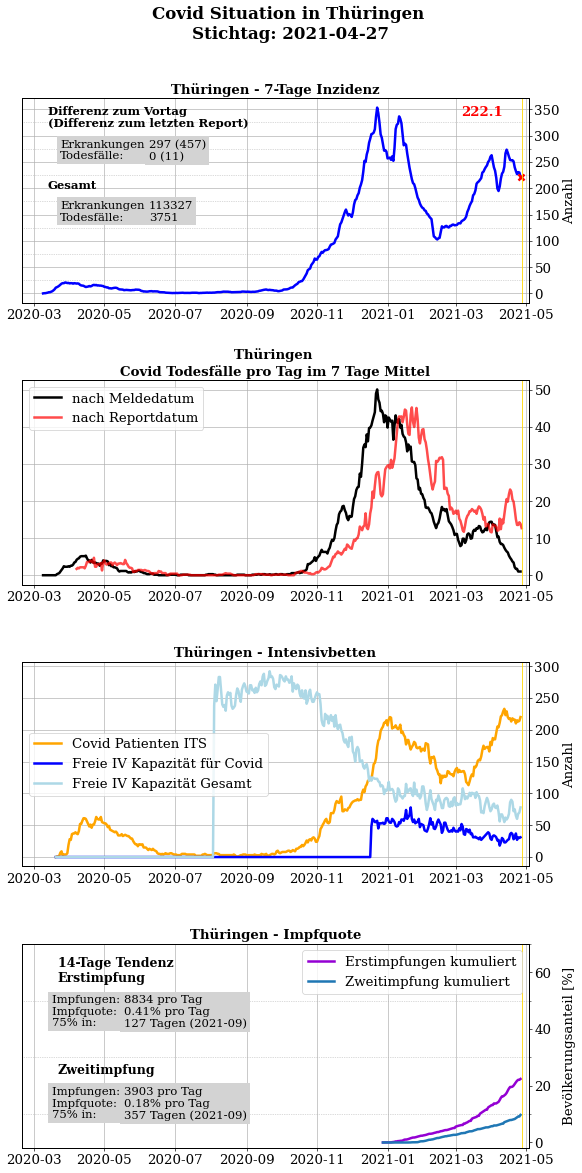 Covid Situation in Thüringen
Stichtag: 2021-04-27
Thüringen - 7-Tage Inzidenz
Differenz zum Vortag
(Differenz zum letzten Report)
Erkrankungen 297 (457)
Todesfälle: 0 (11)
Gesamt
Erkrankungen 113327
Todesfälle: 3751
222.1
350
300
250
200
150
100
50
0
Anzahl
2020-03 2020-05 2020-07 2020-09 2020-11 2021-01 2021-03 2021-05
Thüringen
Covid Todesfälle pro Tag im 7 Tage Mittel
nach Meldedatum
nach Reportdatum
50
40
30
20
10
0
2020-03 2020-05 2020-07 2020-09 2020-11 2021-01 2021-03 2021-05
Thüringen - Intensivbetten
Covid Patienten ITS
Freie IV Kapazität für Covid
Freie IV Kapazität Gesamt
300
250
200
150
100
50
0
Anzahl
2020-03 2020-05 2020-07 2020-09 2020-11 2021-01 2021-03 2021-05
Thüringen - Impfquote
14-Tage Tendenz
Erstimpfung
Impfungen: 8834 pro Tag
Impfquote: 0.41% pro Tag
75% in: 127 Tagen (2021-09)
Zweitimpfung
Impfungen: 3903 pro Tag
Impfquote: 0.18% pro Tag
75% in: 357 Tagen (2021-09)
Erstimpfungen kumuliert
Zweitimpfung kumuliert
60
40
20
0
Bevölkerungsanteil [%]
2020-03 2020-05 2020-07 2020-09 2020-11 2021-01 2021-03 2021-05